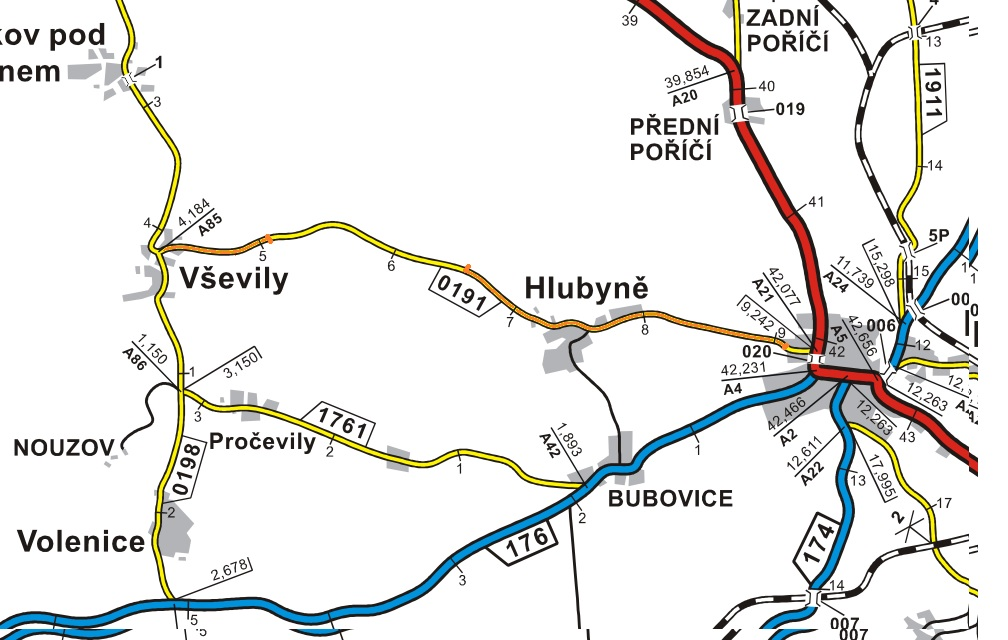 39
ZADNÍ
POŘÍČÍ
kov pod
nem
1
3
13
1911
39,854
A20
40
019
PŘEDNÍ
POŘÍČÍ
14
41
4
4,184
A85
5P
5
6
Vševily
0191
Hlubyně
7
8
42,077
A21
9,242
9
11,739
A24
15,298
15
42,656
A5
006
12
020
42
42,231
A4
1,150
A86
1
3,150
3
1761
Pročevily
2
1
NOUZOV
0198
1,893
A42
1
42,466
A2
12,263
12,263
43
12,611
A22
17,995
13
17
2
BUBOVICE
2
Volenice
2
176
174
3
2,678
5
14
007
007